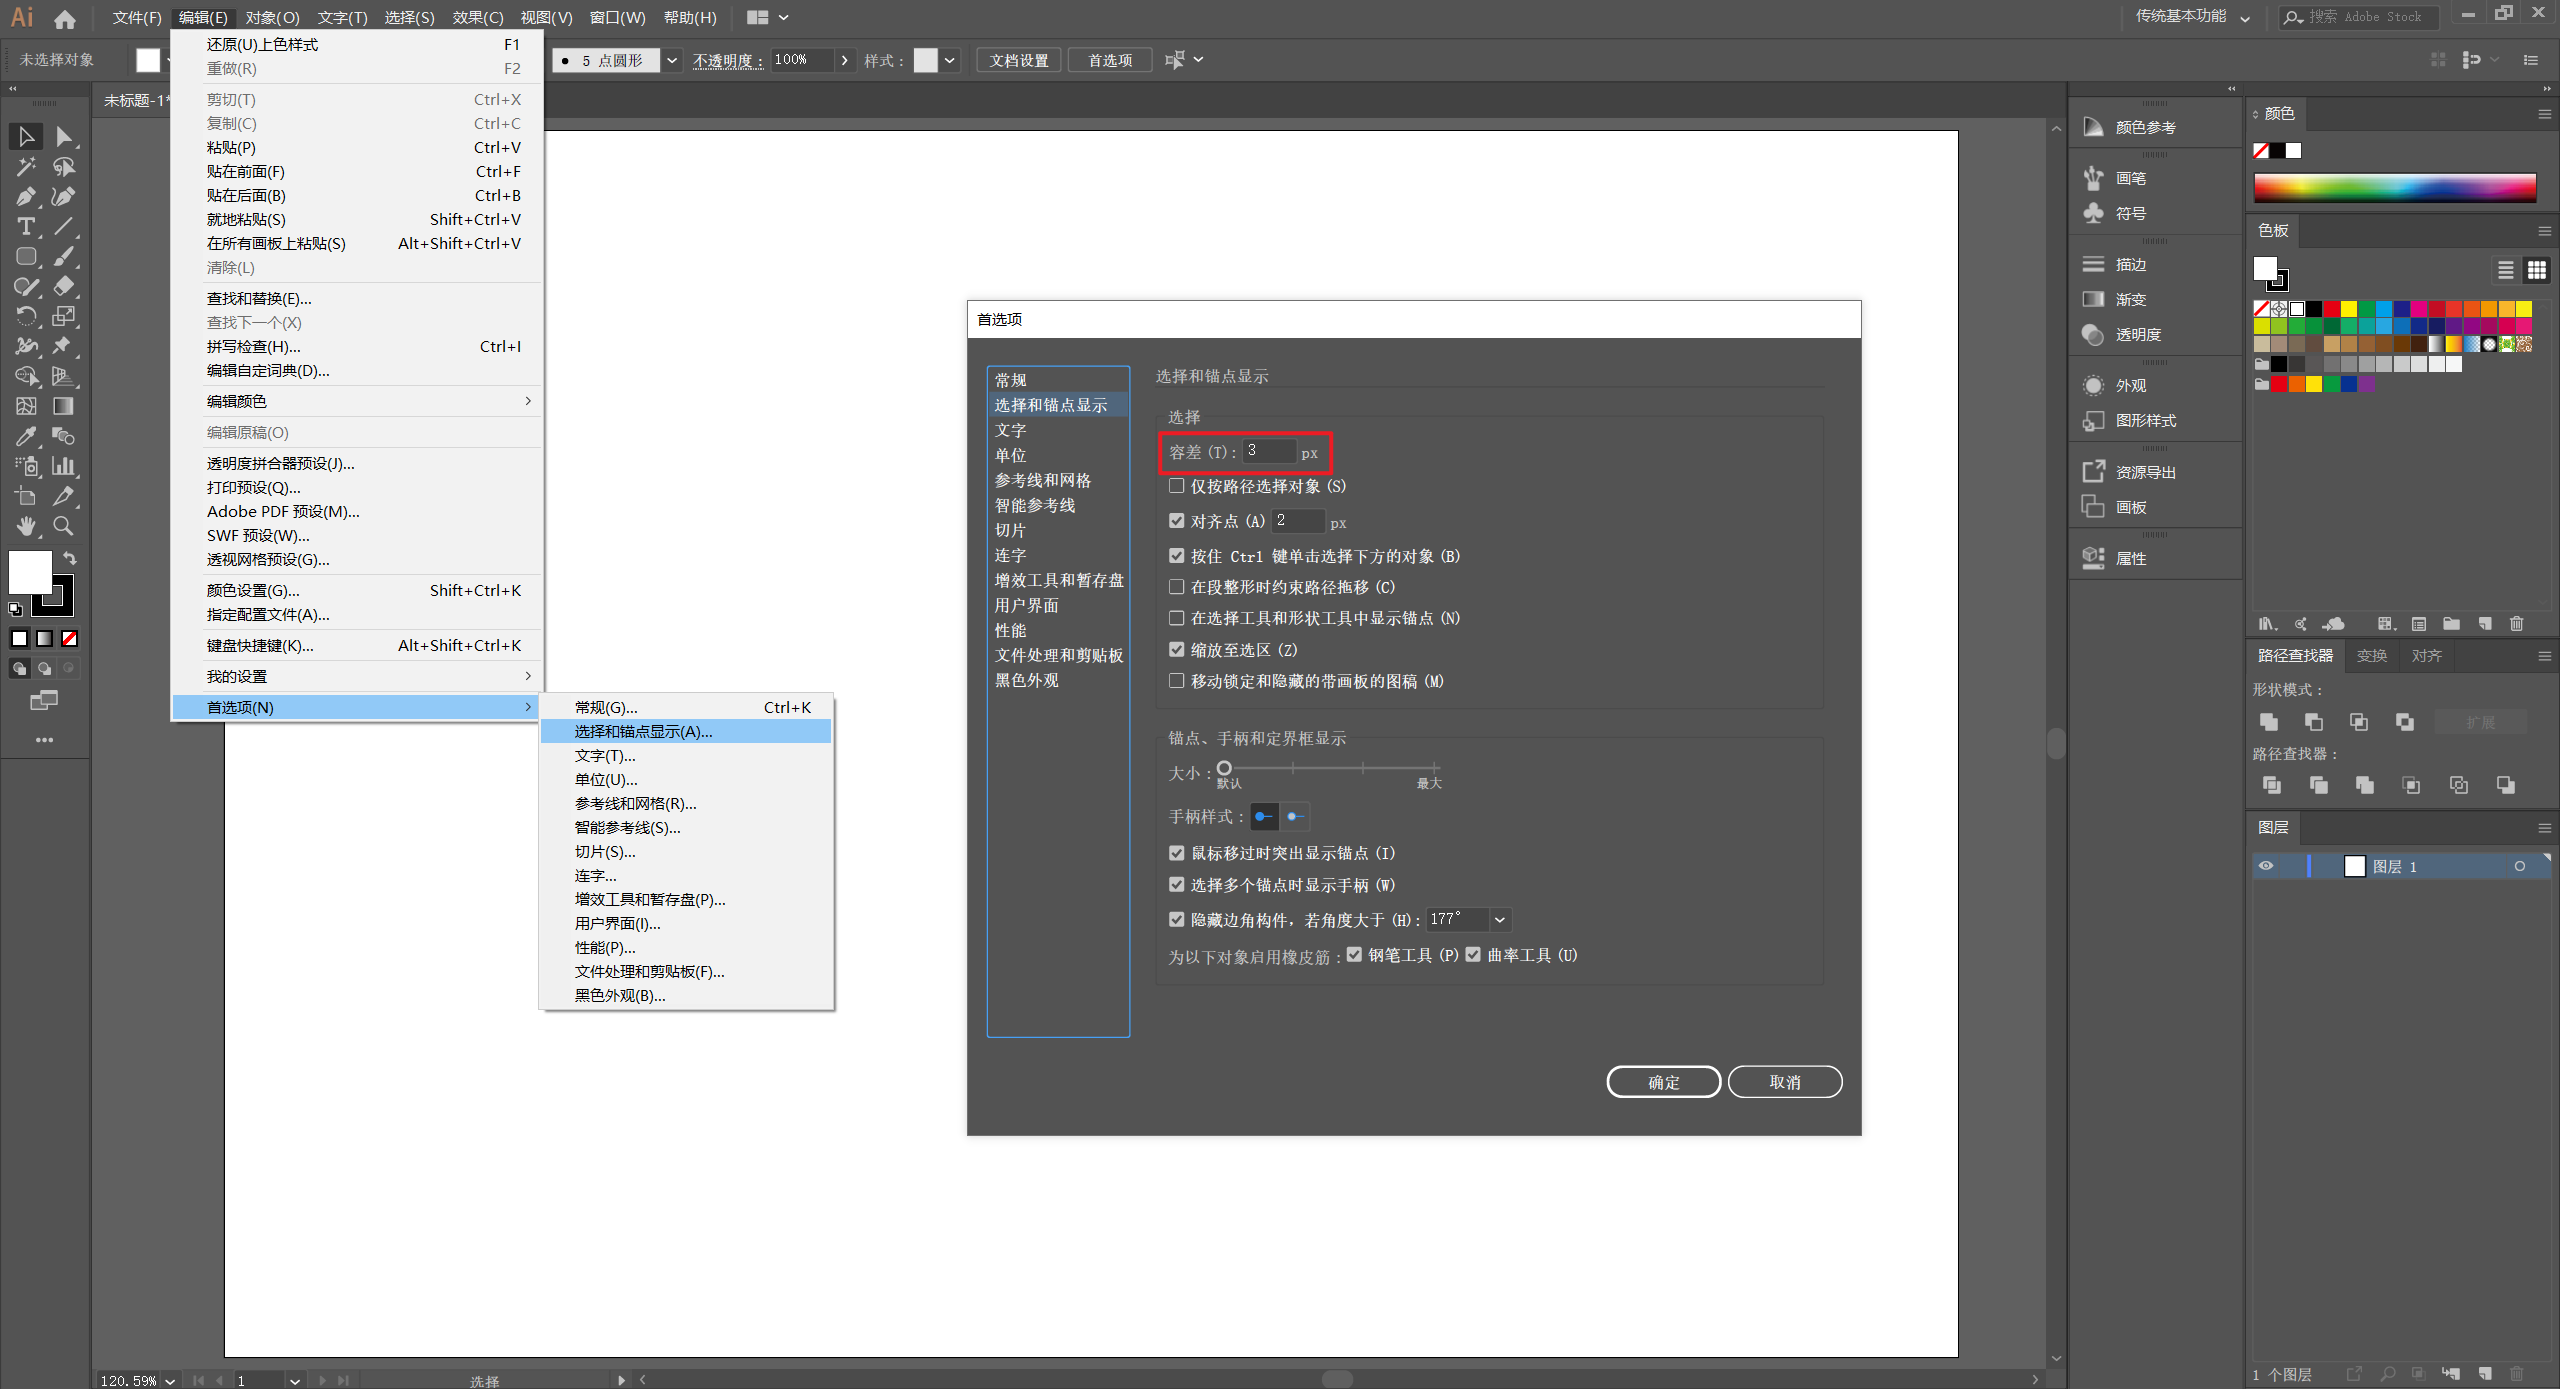 Ai 文件(F) 编辑(E) 对象(O) 文字(T) 选择(S) 效果(C) 视图(V) 窗口(W) 帮助(H) 传统基本功能 搜索 Adobe Stock
未选择对象 5 点圆形 不透明度: 100% 样式: 文档设置 首选项
未标题-1*
还原(U)上色样式 F1
重做(R) F2
剪切(T) Ctrl+X
复制(C) Ctrl+C
粘贴(P) Ctrl+V
贴在前面(F) Ctrl+F
贴在后面(B) Ctrl+B
就地粘贴(S) Shift+Ctrl+V
在所有画板上粘贴(S) Alt+Shift+Ctrl+V
清除(L)
查找和替换(E)...
查找下一个(X)
拼写检查(H)... Ctrl+I
编辑自定词典(D)...
编辑颜色
编辑原稿(O)
透明度拼合器预设(J)...
打印预设(Q)...
Adobe PDF 预设(M)...
SWF 预设(W)...
透视网格预设(G)...
颜色设置(G)... Shift+Ctrl+K
指定配置文件(A)...
键盘快捷键(K)... Alt+Shift+Ctrl+K
我的设置
首选项(N)
常规(G)... Ctrl+K
选择和锚点显示(A)...
文字(T)...
单位(U)...
参考线和网格(R)...
智能参考线(S)...
切片(S)...
连字...
增效工具和暂存盘(P)...
用户界面(I)...
性能(P)...
文件处理和剪贴板(F)...
黑色外观(B)...
首选项
常规
选择和锚点显示
文字
单位
参考线和网格
智能参考线
切片
连字
增效工具和暂存盘
用户界面
性能
文件处理和剪贴板
黑色外观
选择和锚点显示
选择
容差(T): 3 px
仅按路径选择对象(S)
对齐点(A) 2 px
按住 Ctrl 键单击选择下方的对象(B)
在段整形时约束路径拖移(C)
在选择工具和形状工具中显示锚点(N)
缩放至选区(Z)
移动锁定和隐藏的带画板的图稿(M)
锚点、手柄和定界框显示
大小:
默认 最大
手柄样式:
鼠标移过时突出显示锚点(I)
选择多个锚点时显示手柄(W)
隐藏边角构件，若角度大于(H): 177°
为以下对象启用橡皮筋: 钢笔工具(P) 曲率工具(U)
确定 取消
颜色参考
画笔
符号
描边
渐变
透明度
外观
图形样式
资源导出
画板
属性
颜色
色板
路径查找器 变换 对齐
形状模式:
扩展
路径查找器:
图层
图层 1
1 个图层
120.59% 1 选择